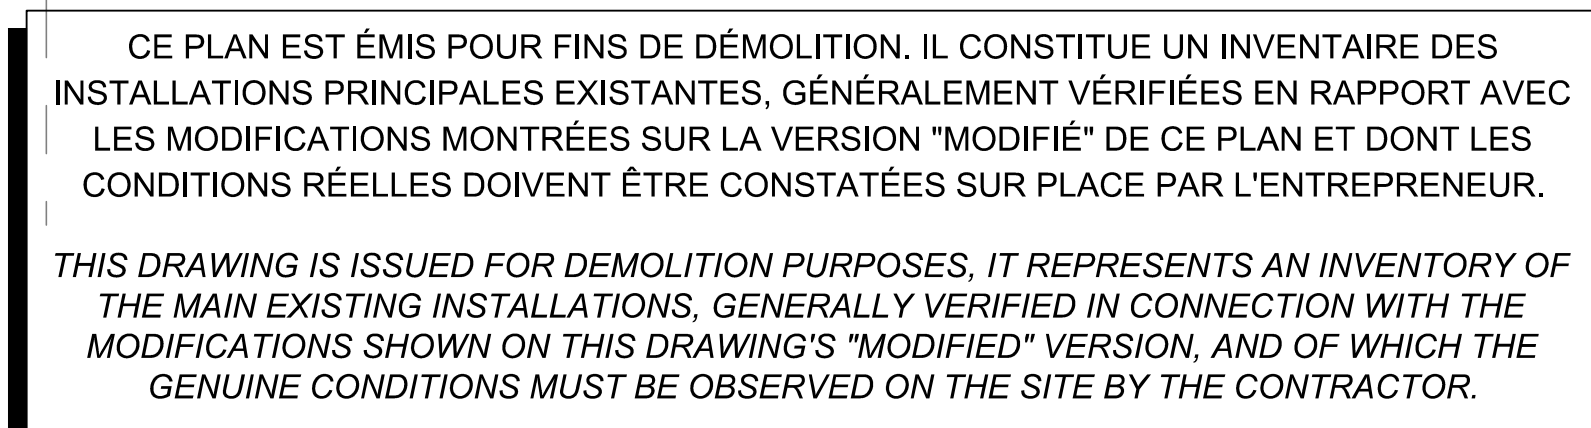 CE PLAN EST ÉMIS POUR FINS DE DÉMOLITION. IL CONSTITUE UN INVENTAIRE DES
INSTALLATIONS PRINCIPALES EXISTANTES, GÉNÉRALEMENT VÉRIFIÉES EN RAPPORT AVEC
LES MODIFICATIONS MONTRÉES SUR LA VERSION "MODIFIÉ" DE CE PLAN ET DONT LES
CONDITIONS RÉELLES DOIVENT ÊTRE CONSTATÉES SUR PLACE PAR L'ENTREPRENEUR.
THIS DRAWING IS ISSUED FOR DEMOLITION PURPOSES, IT REPRESENTS AN INVENTORY OF
THE MAIN EXISTING INSTALLATIONS, GENERALLY VERIFIED IN CONNECTION WITH THE
MODIFICATIONS SHOWN ON THIS DRAWING'S "MODIFIED" VERSION, AND OF WHICH THE
GENUINE CONDITIONS MUST BE OBSERVED ON THE SITE BY THE CONTRACTOR.